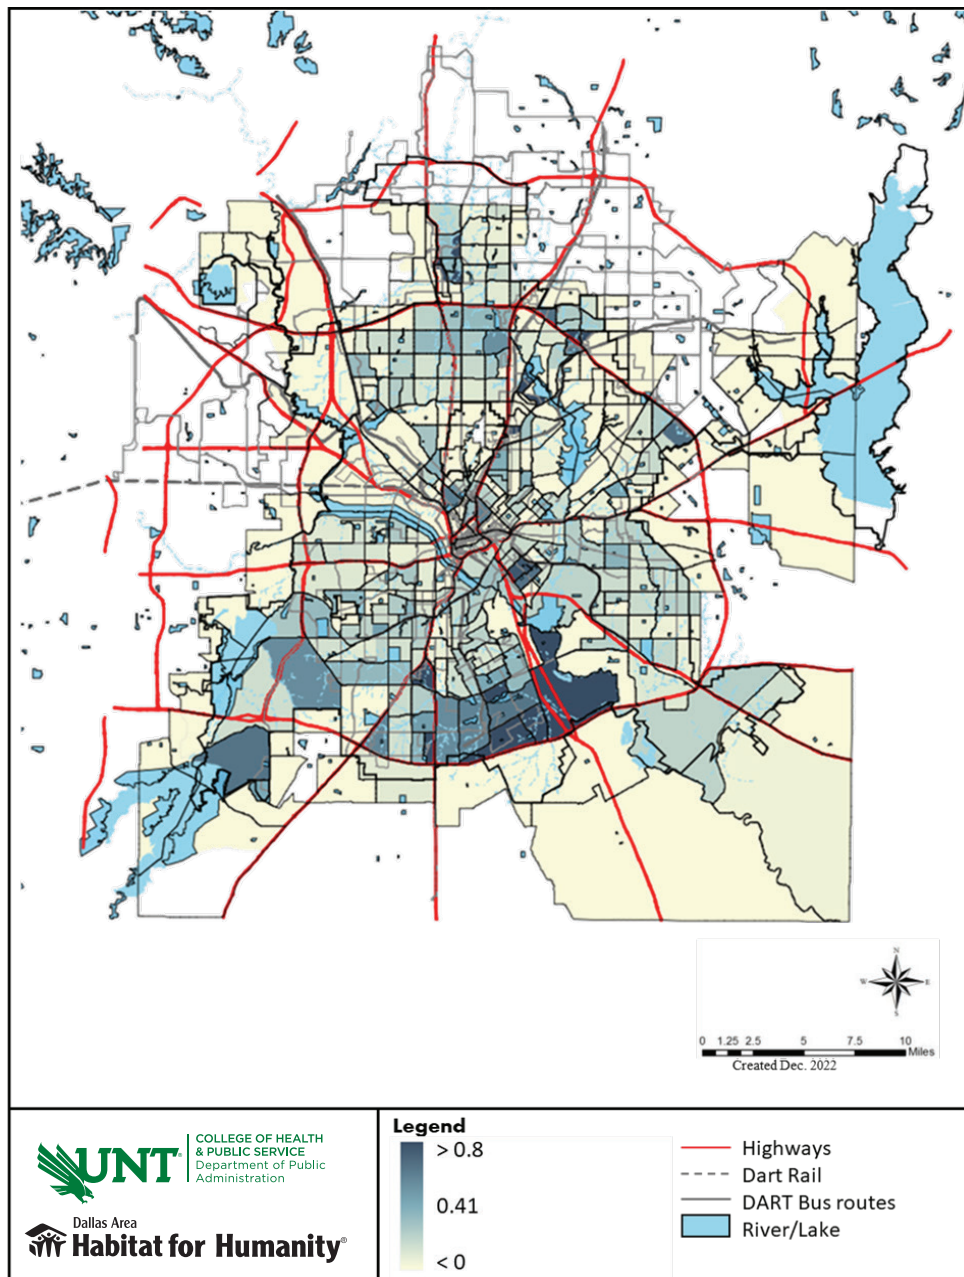 N
W
E
S
0 1.25 2.5 5 7.5 10
Miles
Created Dec. 2022
UNT
COLLEGE OF HEALTH
& PUBLIC SERVICE
Department of Public
Administration
Dallas Area
Habitat for Humanity®
Legend
> 0.8
0.41
< 0
Highways
Dart Rail
DART Bus routes
River/Lake